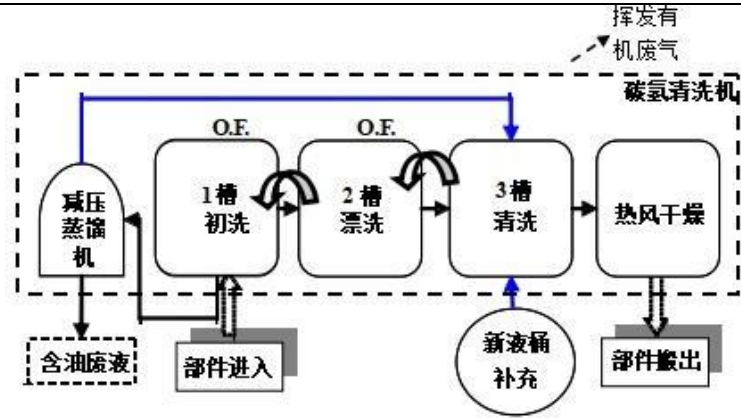 挥发有
机废气
碳氢清洗机
O.F.
O.F.
减压
蒸馏
机
1槽
初洗
2槽
漂洗
3槽
清洗
热风干燥
含油废液
部件进入
新液桶
补充
部件搬出